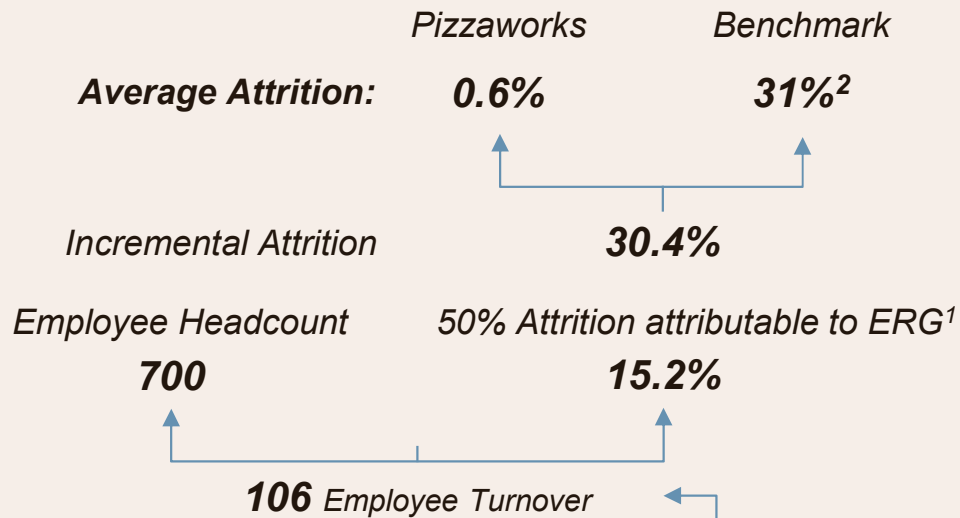 Pizzaworks Benchmark
Average Attrition: 0.6% 31%²
Incremental Attrition 30.4%
Employee Headcount 50% Attrition attributable to ERG¹
700 15.2%
106 Employee Turnover